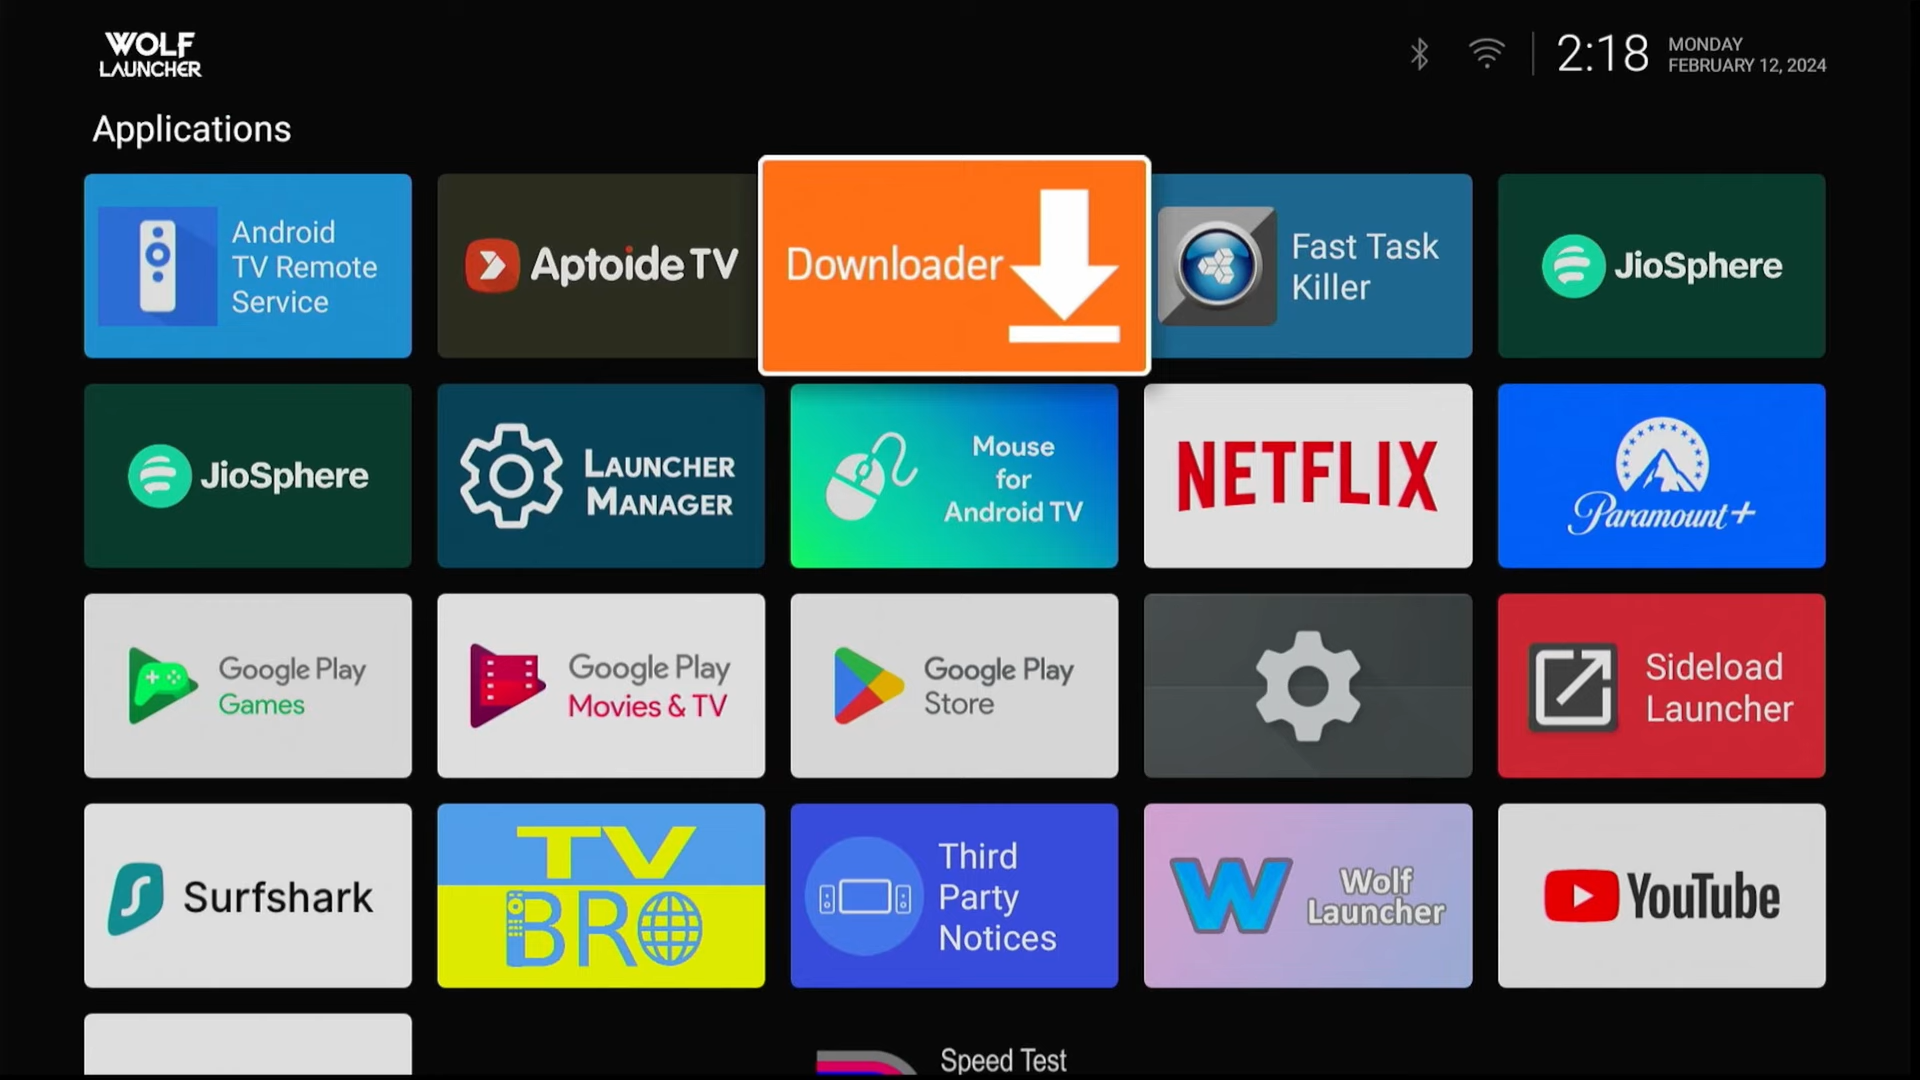 WOLF
LAUNCHER
2:18
MONDAY
FEBRUARY 12, 2024
Applications
Android
TV Remote
Service
Aptoide TV
Downloader
Fast Task
Killer
JioSphere
JioSphere
LAUNCHER
MANAGER
Mouse
for
Android TV
NETFLIX
Paramount+
Google Play
Games
Google Play
Movies & TV
Google Play
Store
Sideload
Launcher
Surfshark
TV
BRO
Third
Party
Notices
W
Wolf
Launcher
YouTube
Speed Test